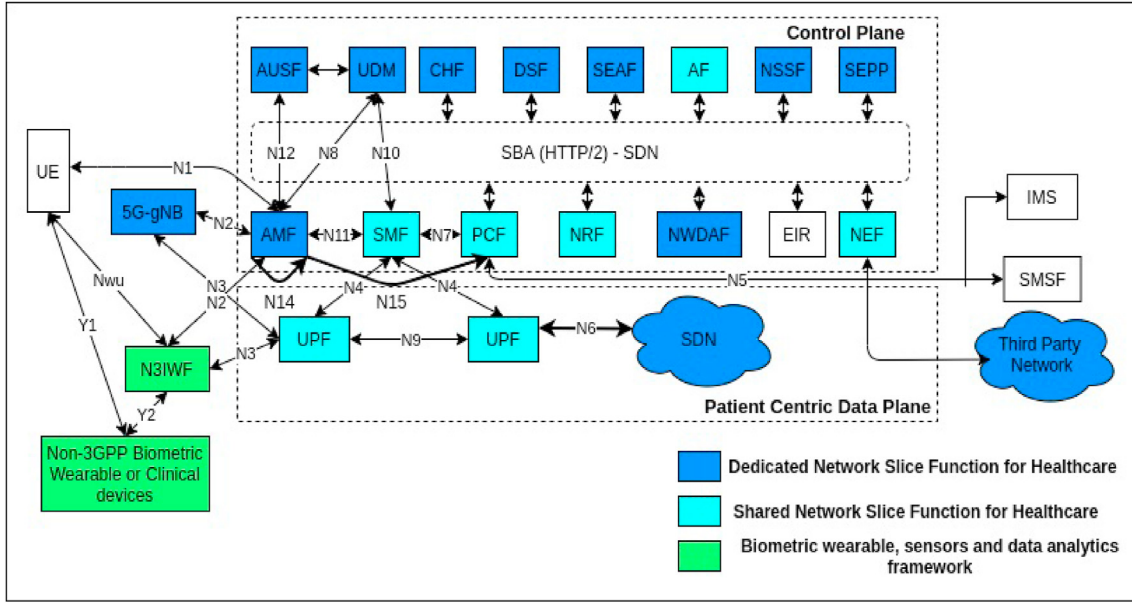 Control Plane
AUSF
UDM
CHF
DSF
SEAF
AF
NSSF
SEPP
SBA (HTTP/2) - SDN
N12
N8
N10
UE
N1
5G-gNB
N2
AMF
N11
SMF
N7
PCF
NRF
NWDAF
EIR
NEF
IMS
SMSF
N5
Nwu
N3
N2
N14
N4
N15
N4
Y1
UPF
N9
UPF
N6
SDN
Third Party
Network
N3
N3IWF
Y2
Patient Centric Data Plane
Non-3GPP Biometric
Wearable or Clinical
devices
Dedicated Network Slice Function for Healthcare
Shared Network Slice Function for Healthcare
Biometric wearable, sensors and data analytics
framework